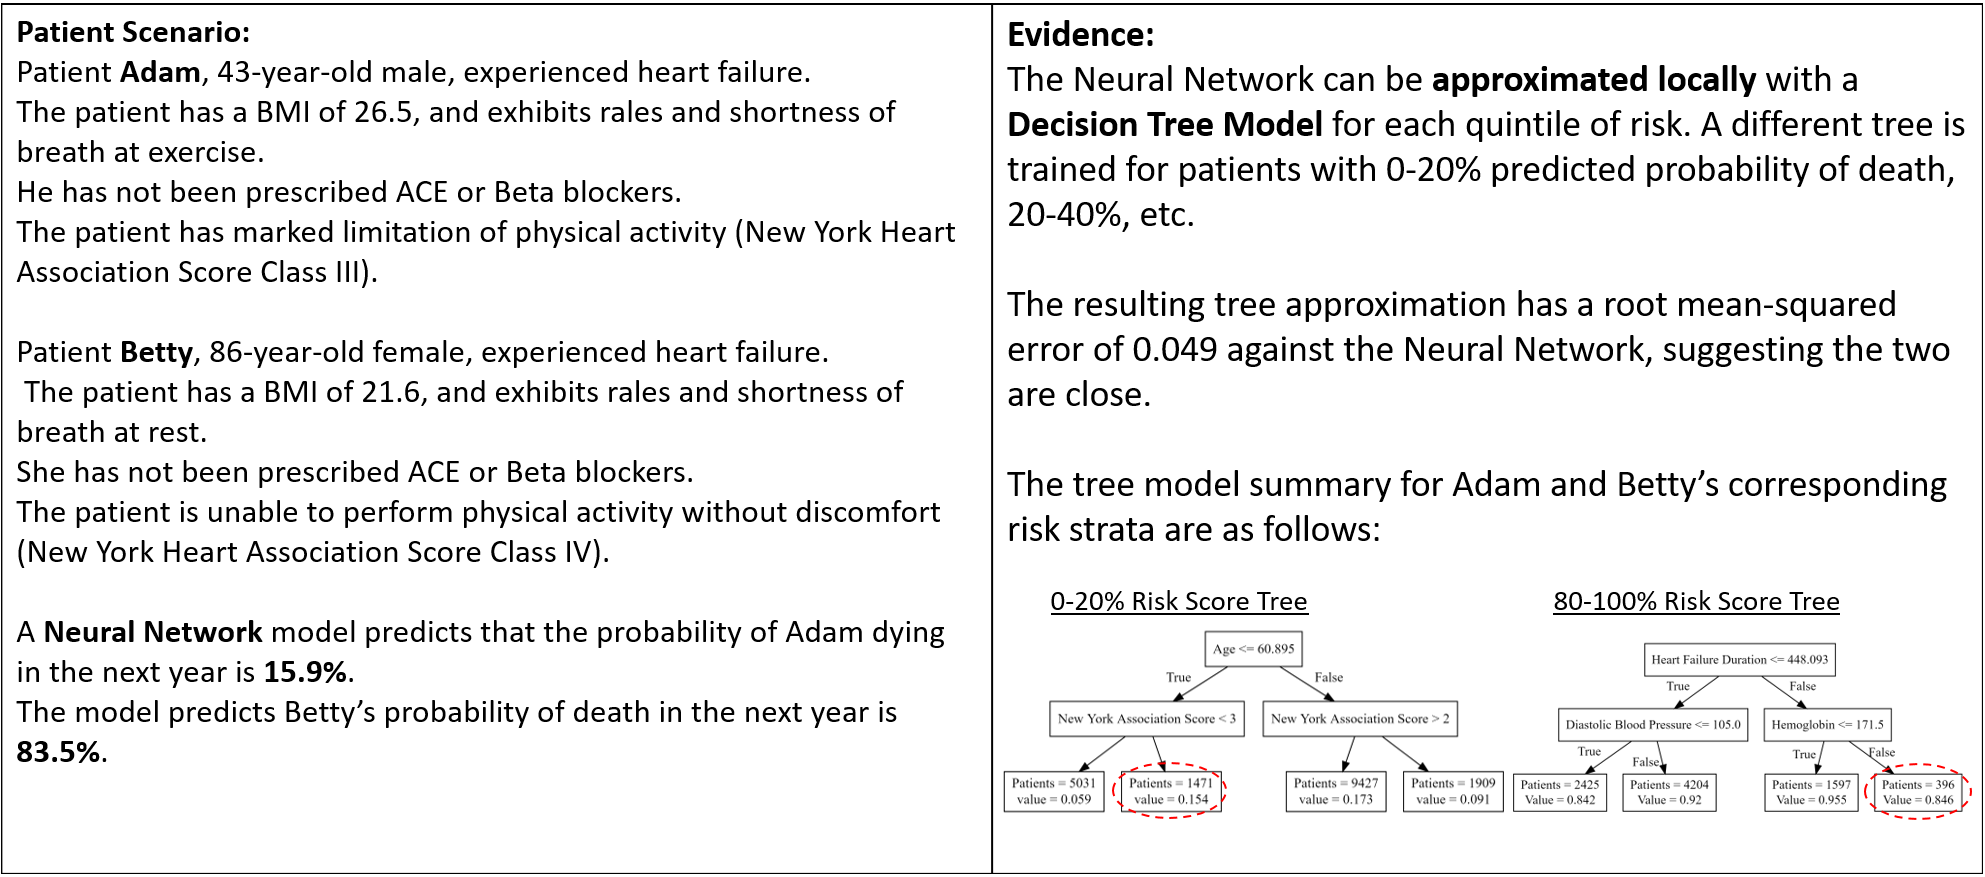 Patient Scenario:
Patient Adam, 43-year-old male, experienced heart failure.
The patient has a BMI of 26.5, and exhibits rales and shortness of
breath at exercise.
He has not been prescribed ACE or Beta blockers.
The patient has marked limitation of physical activity (New York Heart
Association Score Class III).
Patient Betty, 86-year-old female, experienced heart failure.
The patient has a BMI of 21.6, and exhibits rales and shortness of
breath at rest.
She has not been prescribed ACE or Beta blockers.
The patient is unable to perform physical activity without discomfort
(New York Heart Association Score Class IV).
A Neural Network model predicts that the probability of Adam dying
in the next year is 15.9%.
The model predicts Betty’s probability of death in the next year is
83.5%.
Evidence:
The Neural Network can be approximated locally with a
Decision Tree Model for each quintile of risk. A different tree is
trained for patients with 0-20% predicted probability of death,
20-40%, etc.
The resulting tree approximation has a root mean-squared
error of 0.049 against the Neural Network, suggesting the two
are close.
The tree model summary for Adam and Betty’s corresponding
risk strata are as follows:
0-20% Risk Score Tree
Age <= 60.895
True
False
New York Association Score < 3
New York Association Score > 2
Patients = 5031
value = 0.059
Patients = 1471
value = 0.154
Patients = 9427
value = 0.173
Patients = 1909
value = 0.091
80-100% Risk Score Tree
Heart Failure Duration <= 448.093
True
False
Diastolic Blood Pressure <= 105.0
Hemoglobin <= 171.5
True
False
True
False
Patients = 2425
Value = 0.842
Patients = 4204
Value = 0.92
Patients = 1597
Value = 0.955
Patients = 396
Value = 0.846